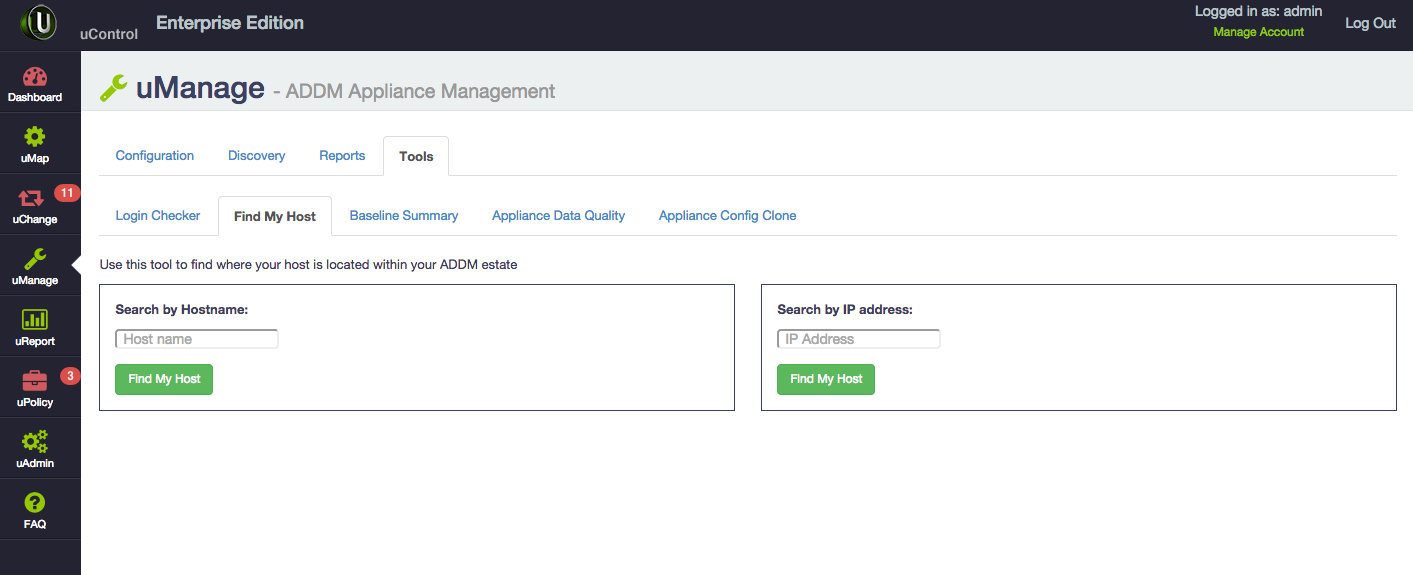 U
uControl
Enterprise Edition
Logged in as: admin
Manage Account
Log Out
Dashboard
uMap
11
uChange
uManage
uReport
3
uPolicy
uAdmin
?
FAQ
uManage - ADDM Appliance Management
Configuration Discovery Reports Tools
Login Checker Find My Host Baseline Summary Appliance Data Quality Appliance Config Clone
Use this tool to find where your host is located within your ADDM estate
Search by Hostname:
Host name
Find My Host
Search by IP address:
IP Address
Find My Host